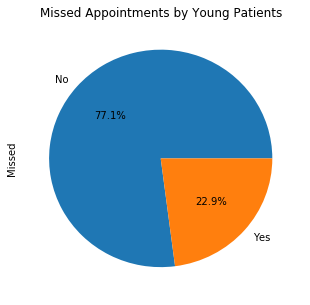 Missed Appointments by Young Patients
No
77.1%
Missed
22.9%
Yes